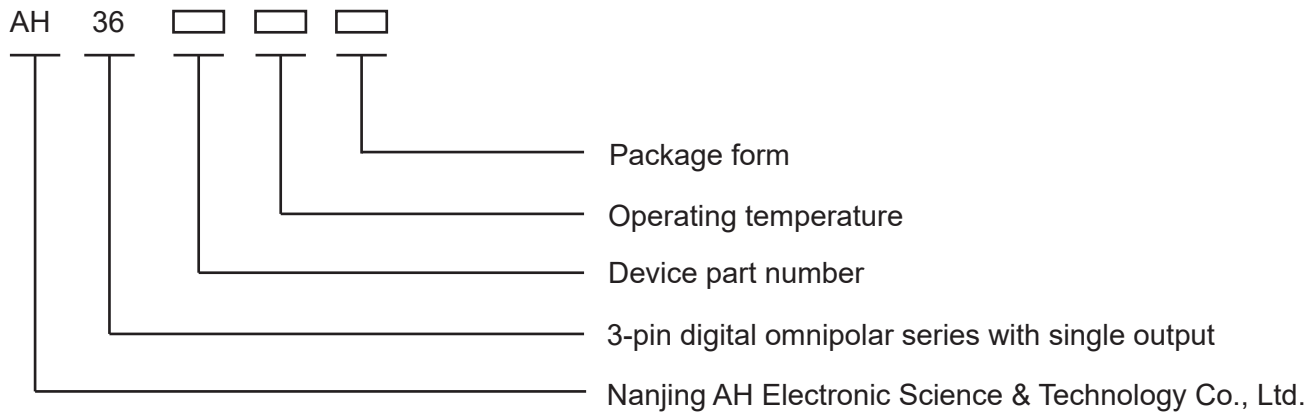 AH 36
Package form
Operating temperature
Device part number
3-pin digital omnipolar series with single output
Nanjing AH Electronic Science & Technology Co., Ltd.